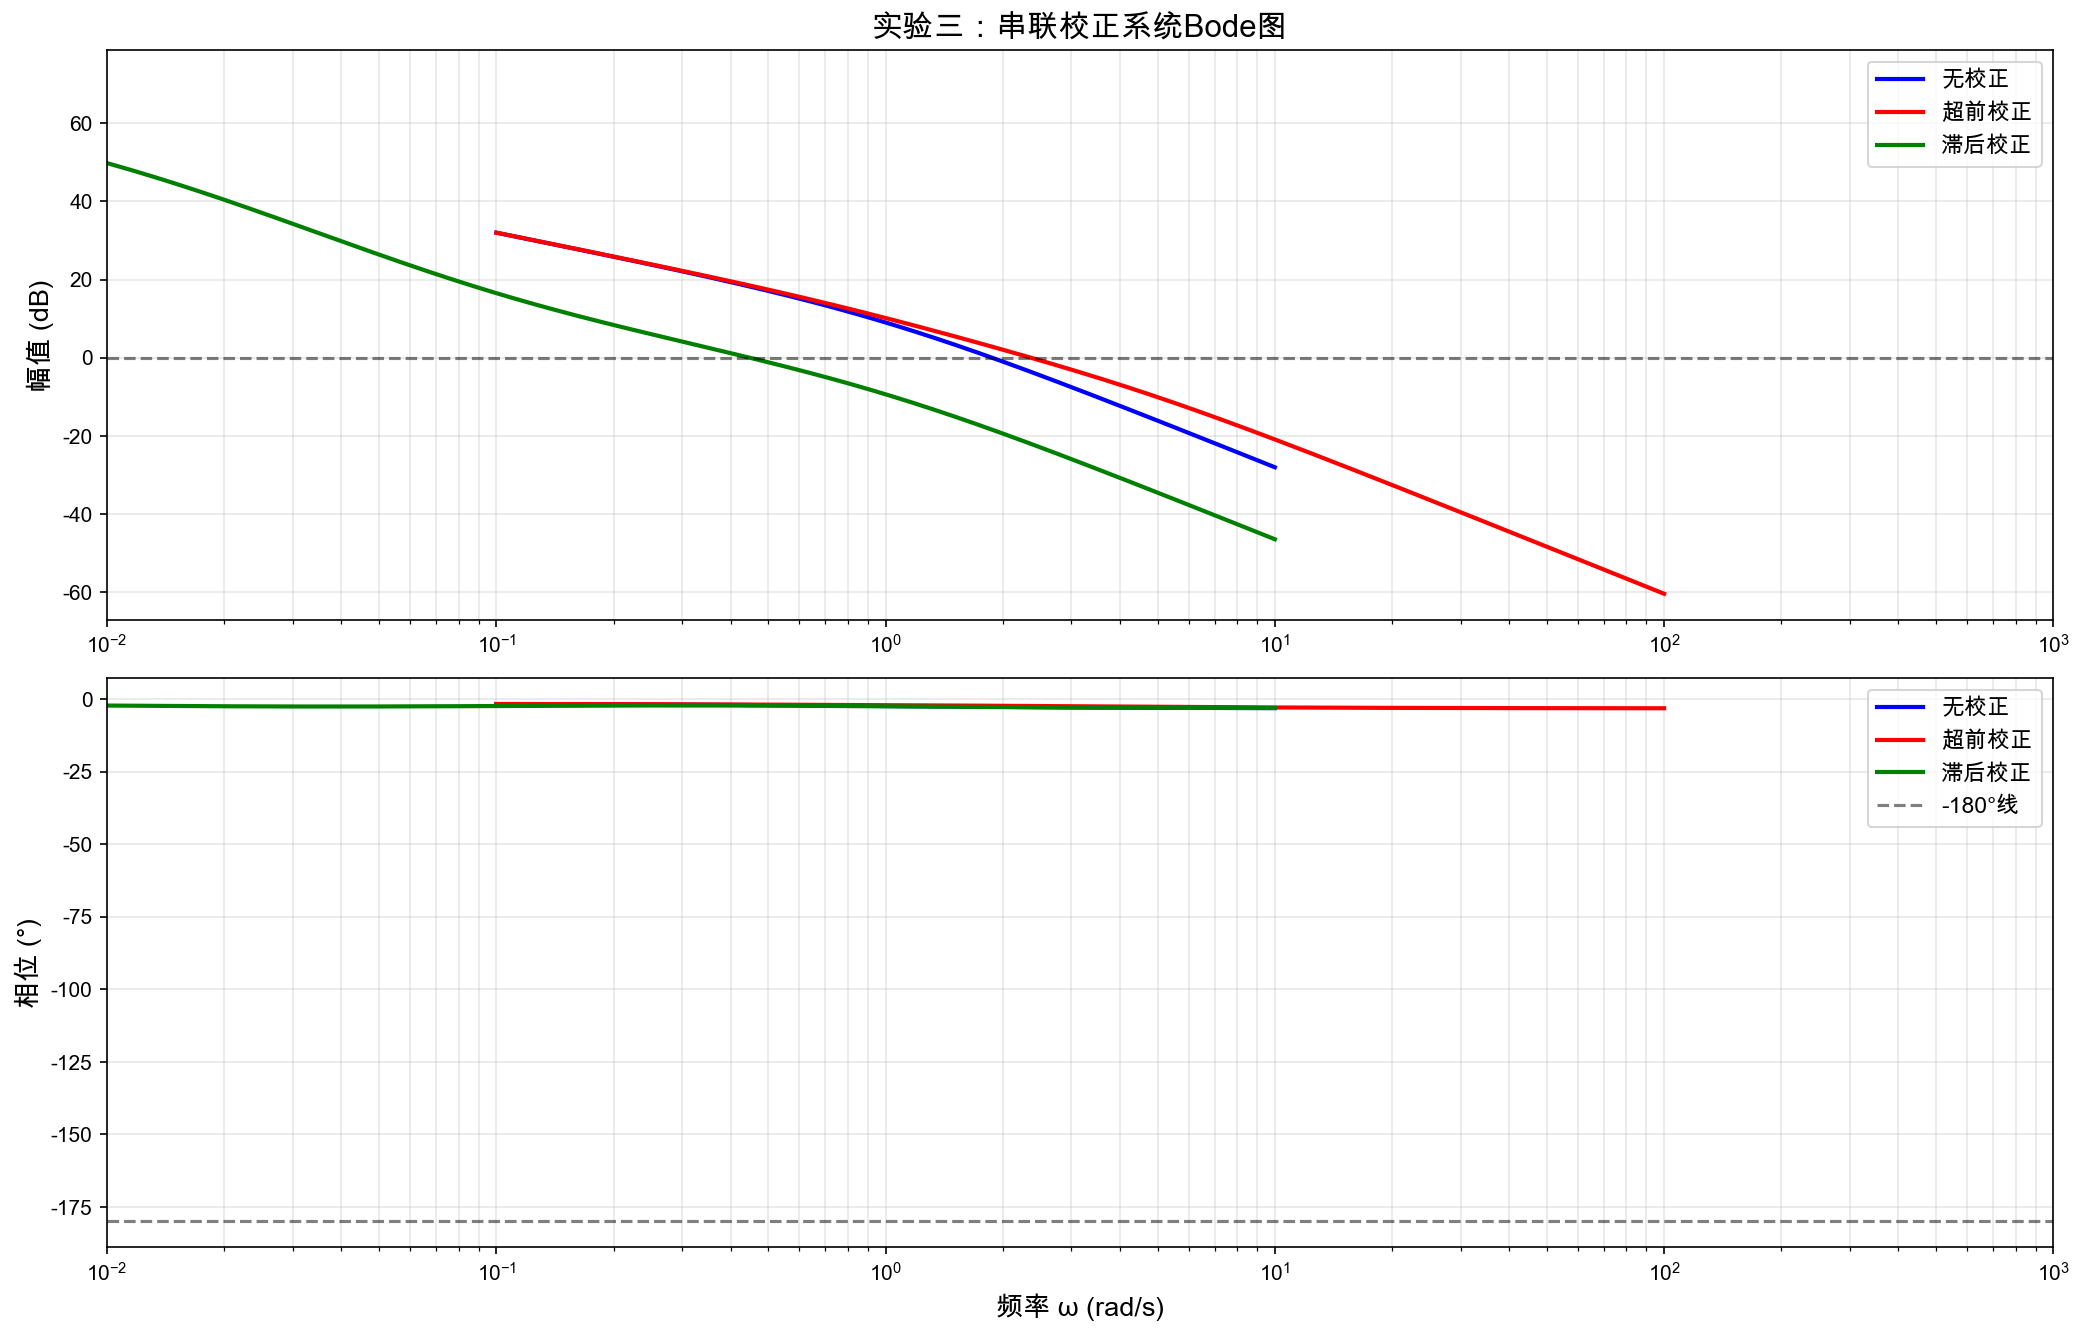 实验三：串联校正系统Bode图
幅值 (dB)
60
40
20
0
-20
-40
-60
无校正
超前校正
滞后校正
10⁻²
10⁻¹
10⁰
10¹
10²
10³
相位 (°)
0
-25
-50
-75
-100
-125
-150
-175
无校正
超前校正
滞后校正
-180°线
10⁻²
10⁻¹
10⁰
10¹
10²
10³
频率 ω (rad/s)